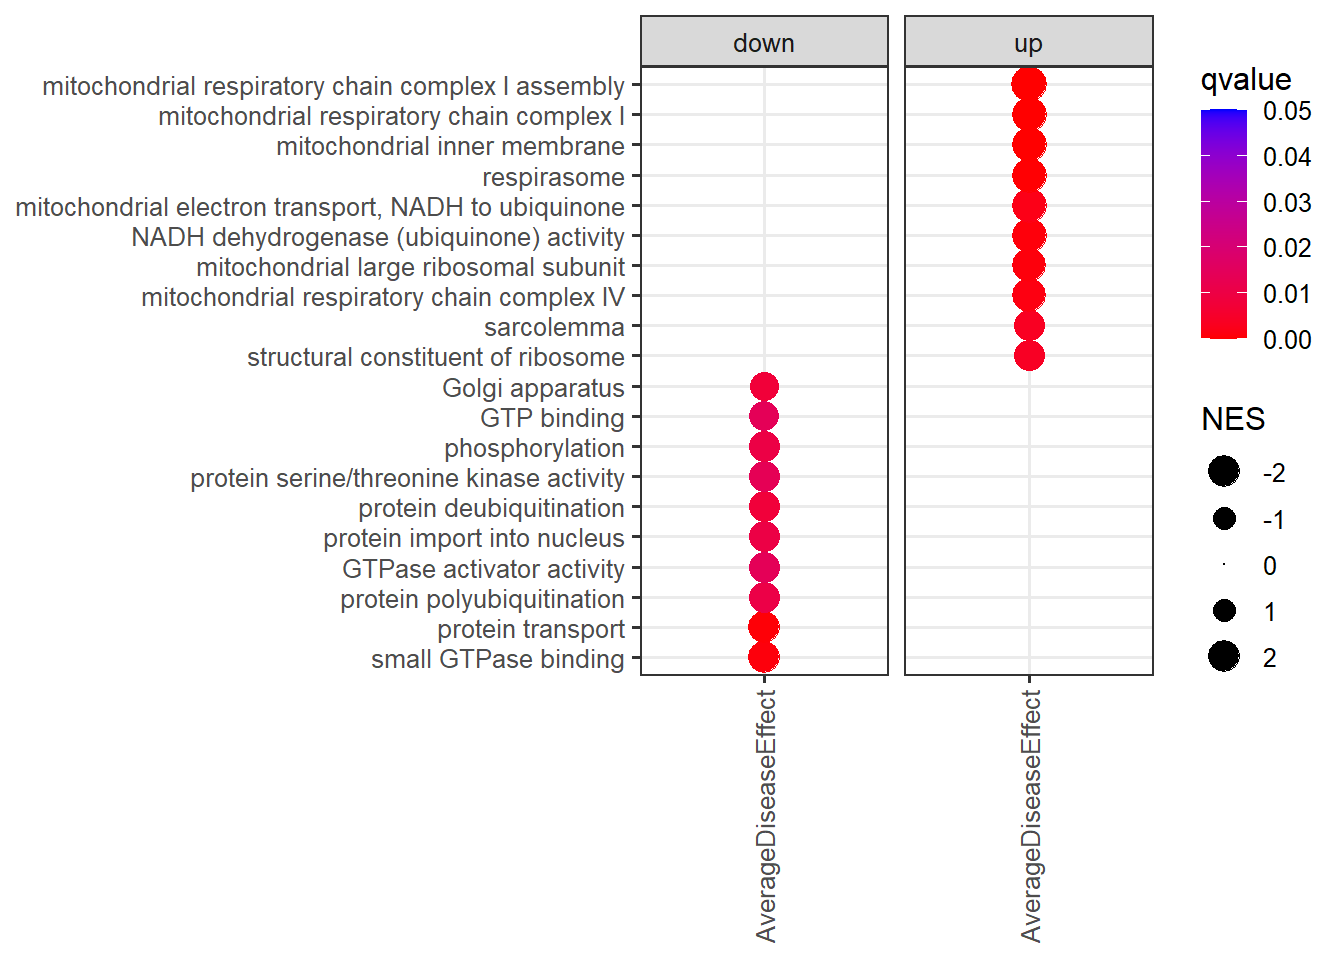 down
up
mitochondrial respiratory chain complex I assembly
mitochondrial respiratory chain complex I
mitochondrial inner membrane
respirasome
mitochondrial electron transport, NADH to ubiquinone
NADH dehydrogenase (ubiquinone) activity
mitochondrial large ribosomal subunit
mitochondrial respiratory chain complex IV
sarcolemma
structural constituent of ribosome
Golgi apparatus
GTP binding
phosphorylation
protein serine/threonine kinase activity
protein deubiquitination
protein import into nucleus
GTPase activator activity
protein polyubiquitination
protein transport
small GTPase binding
AverageDiseaseEffect
AverageDiseaseEffect
qvalue
0.05
0.04
0.03
0.02
0.01
0.00
NES
-2
-1
0
1
2